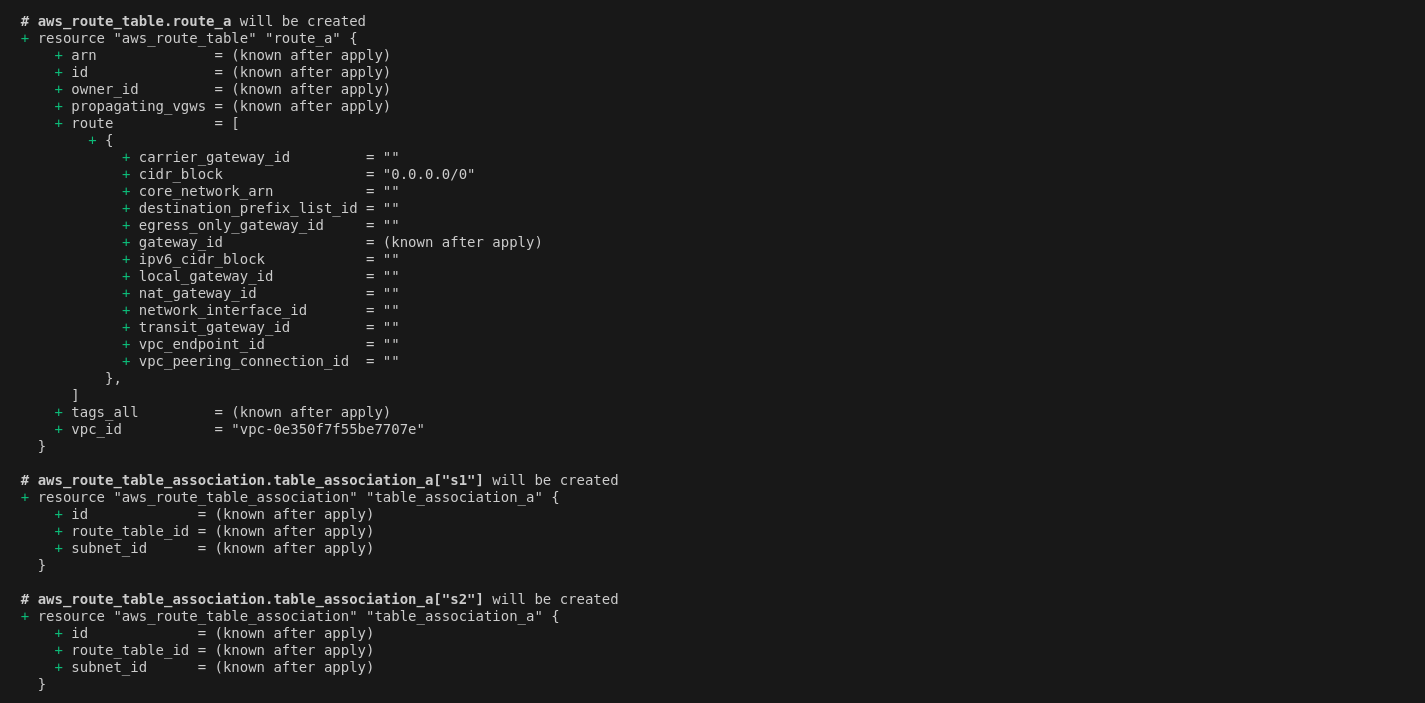 # aws_route_table.route_a will be created
+ resource "aws_route_table" "route_a" {
    + arn              = (known after apply)
    + id               = (known after apply)
    + owner_id         = (known after apply)
    + propagating_vgws = (known after apply)
    + route            = [
        + {
            + carrier_gateway_id         = ""
            + cidr_block                 = "0.0.0.0/0"
            + core_network_arn           = ""
            + destination_prefix_list_id = ""
            + egress_only_gateway_id     = ""
            + gateway_id                 = (known after apply)
            + ipv6_cidr_block            = ""
            + local_gateway_id           = ""
            + nat_gateway_id             = ""
            + network_interface_id       = ""
            + transit_gateway_id         = ""
            + vpc_endpoint_id            = ""
            + vpc_peering_connection_id  = ""
          },
      ]
    + tags_all         = (known after apply)
    + vpc_id           = "vpc-0e350f7f55be7707e"
  }

# aws_route_table_association.table_association_a["s1"] will be created
+ resource "aws_route_table_association" "table_association_a" {
    + id             = (known after apply)
    + route_table_id = (known after apply)
    + subnet_id      = (known after apply)
  }

# aws_route_table_association.table_association_a["s2"] will be created
+ resource "aws_route_table_association" "table_association_a" {
    + id             = (known after apply)
    + route_table_id = (known after apply)
    + subnet_id      = (known after apply)
  }